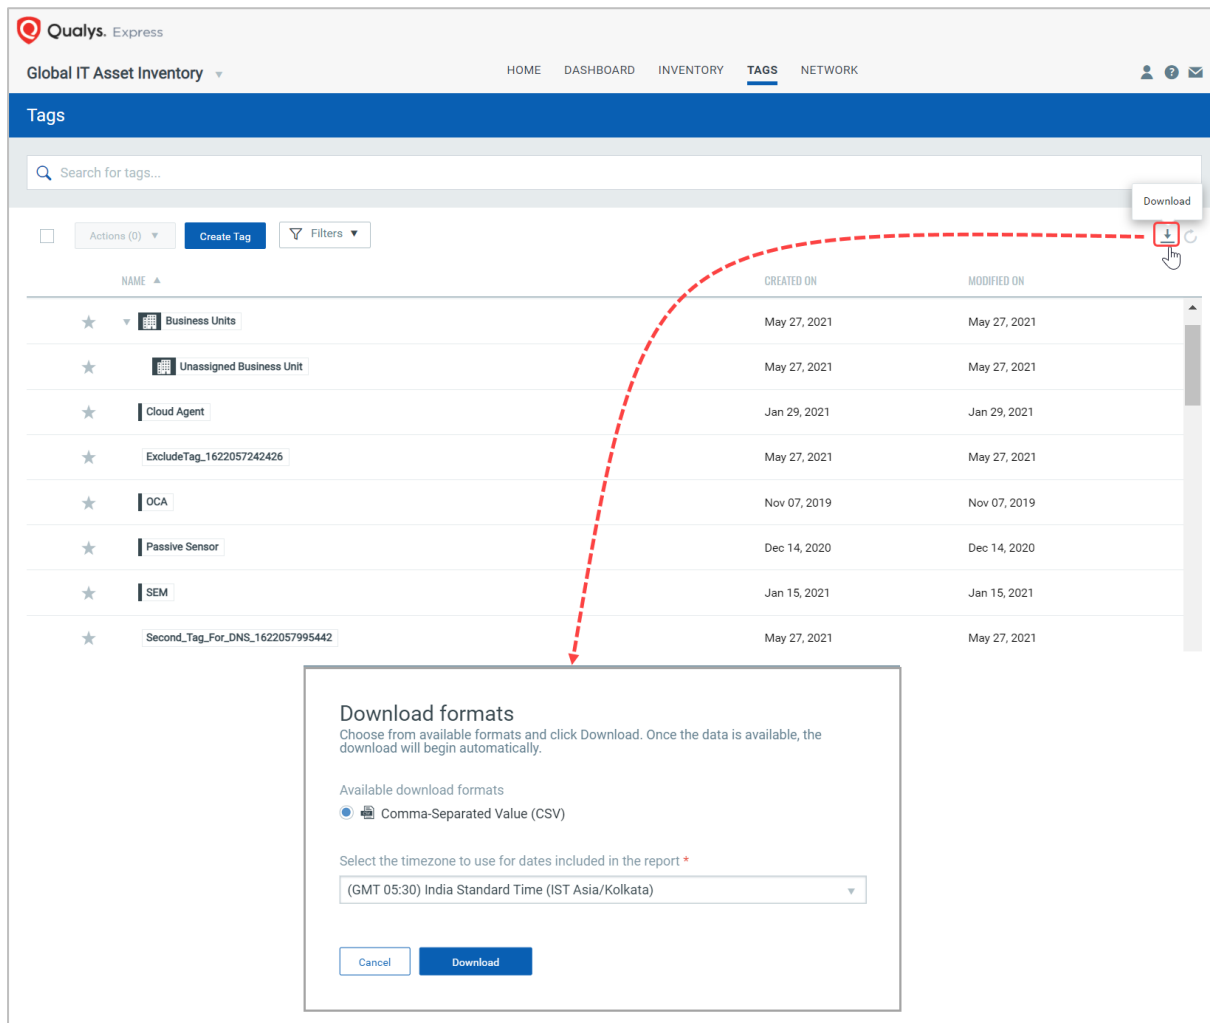 Qualys. Express
Global IT Asset Inventory
HOME DASHBOARD INVENTORY TAGS NETWORK
Tags
Search for tags...
Download
Actions (0) Create Tag Filters
NAME CREATED ON MODIFIED ON
Business Units May 27, 2021 May 27, 2021
Unassigned Business Unit May 27, 2021 May 27, 2021
Cloud Agent Jan 29, 2021 Jan 29, 2021
ExcludeTag_1622057242426 May 27, 2021 May 27, 2021
OCA Nov 07, 2019 Nov 07, 2019
Passive Sensor Dec 14, 2020 Dec 14, 2020
SEM Jan 15, 2021 Jan 15, 2021
Second_Tag_For_DNS_1622057995442 May 27, 2021 May 27, 2021
Download formats
Choose from available formats and click Download. Once the data is available, the
download will begin automatically.
Available download formats
Comma-Separated Value (CSV)
Select the timezone to use for dates included in the report *
(GMT 05:30) India Standard Time (IST Asia/Kolkata)
Cancel Download